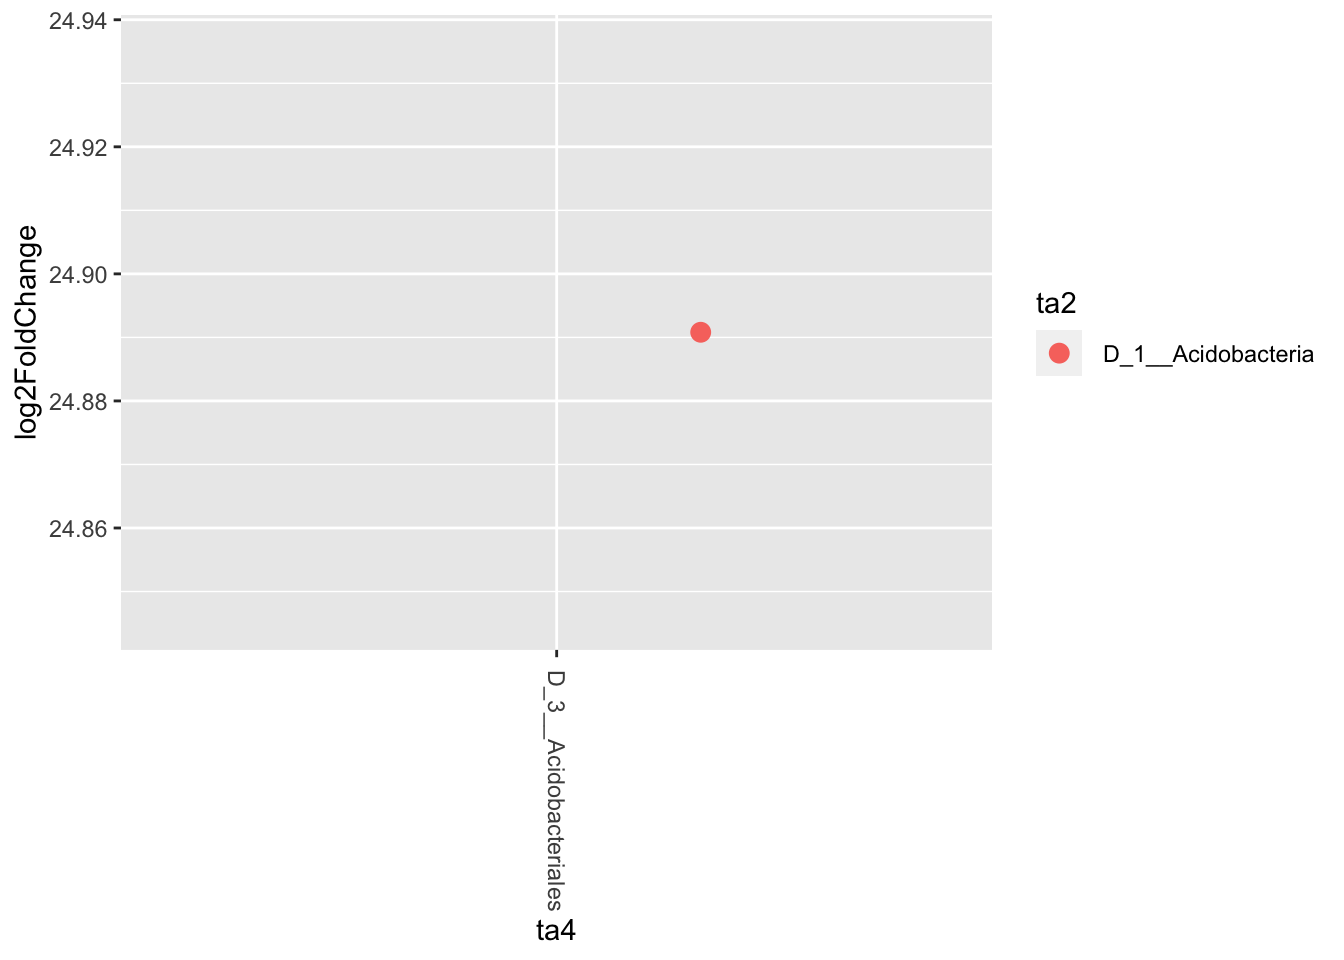 24.94
24.92
24.90
24.88
24.86
log2FoldChange
D_3__Acidobacteriales
ta4
ta2
D_1__Acidobacteria